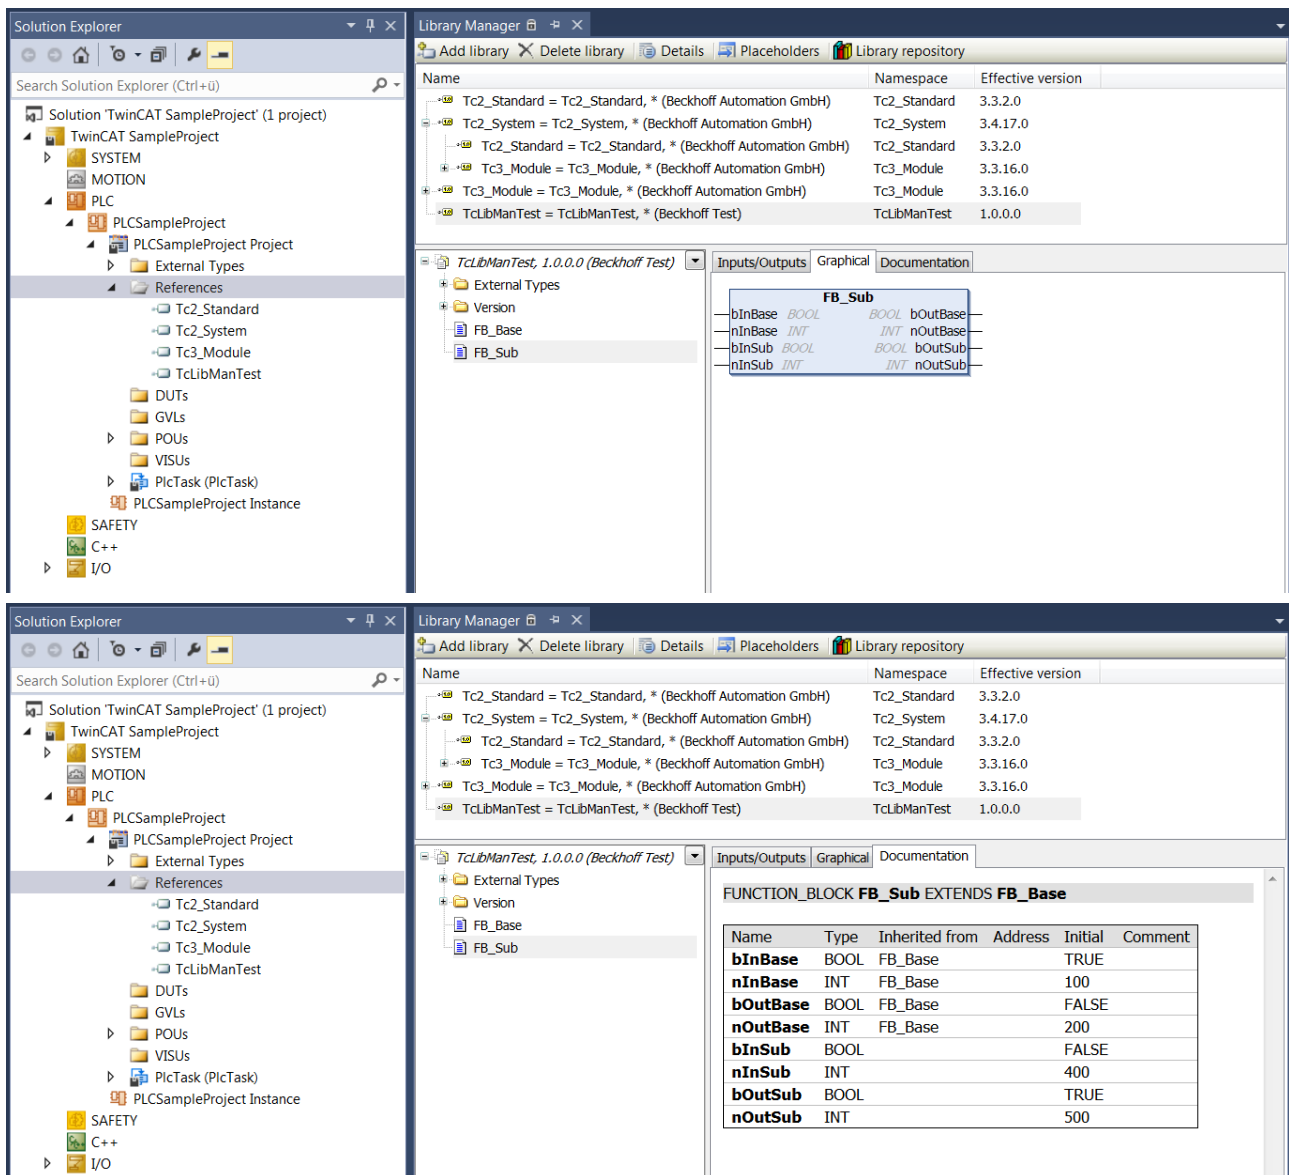 Solution Explorer
Search Solution Explorer (Ctrl+ü)
Solution 'TwinCAT SampleProject' (1 project)
TwinCAT SampleProject
SYSTEM
MOTION
PLC
PLCSampleProject
PLCSampleProject Project
External Types
References
Tc2_Standard
Tc2_System
Tc3_Module
TcLibManTest
DUTs
GVLs
POUs
VISUs
PlcTask (PlcTask)
PLCSampleProject Instance
SAFETY
C++
I/O
Library Manager
Add library Delete library Details Placeholders Library repository
Name Namespace Effective version
Tc2_Standard = Tc2_Standard, * (Beckhoff Automation GmbH) Tc2_Standard 3.3.2.0
Tc2_System = Tc2_System, * (Beckhoff Automation GmbH) Tc2_System 3.4.17.0
Tc2_Standard = Tc2_Standard, * (Beckhoff Automation GmbH) Tc2_Standard 3.3.2.0
Tc3_Module = Tc3_Module, * (Beckhoff Automation GmbH) Tc3_Module 3.3.16.0
Tc3_Module = Tc3_Module, * (Beckhoff Automation GmbH) Tc3_Module 3.3.16.0
TcLibManTest = TcLibManTest, * (Beckhoff Test) TcLibManTest 1.0.0.0
TcLibManTest, 1.0.0.0 (Beckhoff Test)
External Types
Version
FB_Base
FB_Sub
Inputs/Outputs Graphical Documentation
FB_Sub
bInBase BOOL BOOL bOutBase
nInBase INT INT nOutBase
bInSub BOOL BOOL bOutSub
nInSub INT INT nOutSub
Solution Explorer
Search Solution Explorer (Ctrl+ü)
Solution 'TwinCAT SampleProject' (1 project)
TwinCAT SampleProject
SYSTEM
MOTION
PLC
PLCSampleProject
PLCSampleProject Project
External Types
References
Tc2_Standard
Tc2_System
Tc3_Module
TcLibManTest
DUTs
GVLs
POUs
VISUs
PlcTask (PlcTask)
PLCSampleProject Instance
SAFETY
C++
I/O
Library Manager
Add library Delete library Details Placeholders Library repository
Name Namespace Effective version
Tc2_Standard = Tc2_Standard, * (Beckhoff Automation GmbH) Tc2_Standard 3.3.2.0
Tc2_System = Tc2_System, * (Beckhoff Automation GmbH) Tc2_System 3.4.17.0
Tc2_Standard = Tc2_Standard, * (Beckhoff Automation GmbH) Tc2_Standard 3.3.2.0
Tc3_Module = Tc3_Module, * (Beckhoff Automation GmbH) Tc3_Module 3.3.16.0
Tc3_Module = Tc3_Module, * (Beckhoff Automation GmbH) Tc3_Module 3.3.16.0
TcLibManTest = TcLibManTest, * (Beckhoff Test) TcLibManTest 1.0.0.0
TcLibManTest, 1.0.0.0 (Beckhoff Test)
External Types
Version
FB_Base
FB_Sub
Inputs/Outputs Graphical Documentation
FUNCTION_BLOCK FB_Sub EXTENDS FB_Base
Name Type Inherited from Address Initial Comment
bInBase BOOL FB_Base TRUE
nInBase INT FB_Base 100
bOutBase BOOL FB_Base FALSE
nOutBase INT FB_Base 200
bInSub BOOL FALSE
nInSub INT 400
bOutSub BOOL TRUE
nOutSub INT 500